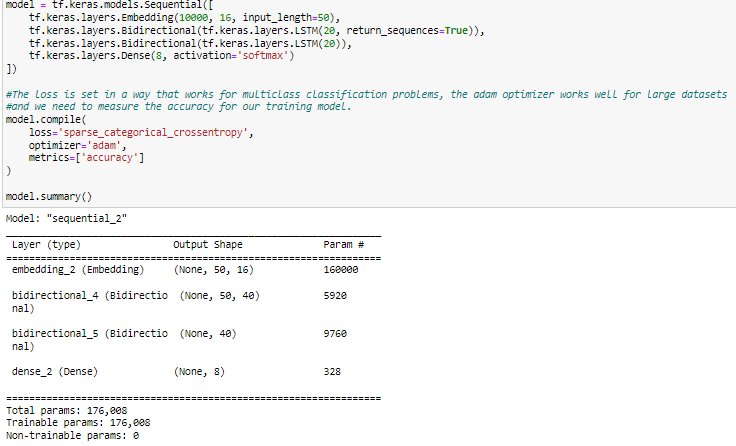 model = tf.keras.models.Sequential([
    tf.keras.layers.Embedding(10000, 16, input_length=50),
    tf.keras.layers.Bidirectional(tf.keras.layers.LSTM(20, return_sequences=True)),
    tf.keras.layers.Bidirectional(tf.keras.layers.LSTM(20)),
    tf.keras.layers.Dense(8, activation='softmax')
])
#The loss is set in a way that works for multiclass classification problems, the adam optimizer works well for large datasets
#and we need to measure the accuracy for our training model.
model.compile(
    loss='sparse_categorical_crossentropy',
    optimizer='adam',
    metrics=['accuracy']
)
model.summary()
Model: "sequential_2"
_________________________________________________________________
Layer (type) Output Shape Param #
=================================================================
embedding_2 (Embedding) (None, 50, 16) 160000
bidirectional_4 (Bidirectio (None, 50, 40) 5920
nal)
bidirectional_5 (Bidirectio (None, 40) 9760
nal)
dense_2 (Dense) (None, 8) 328
=================================================================
Total params: 176,008
Trainable params: 176,008
Non-trainable params: 0